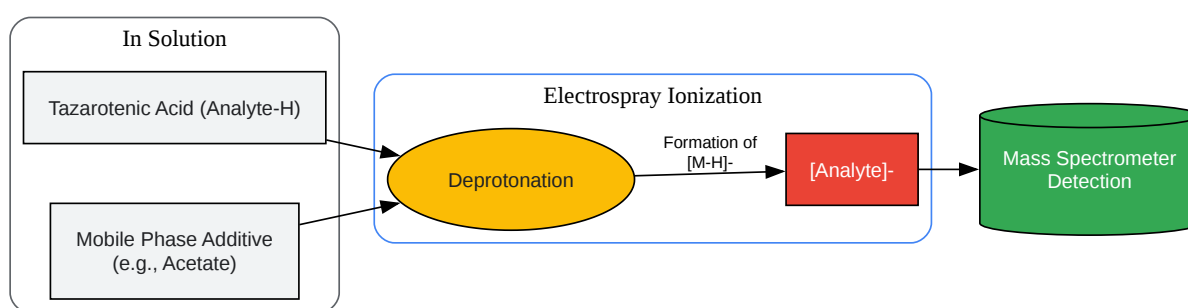 In Solution
Tazarotenic Acid (Analyte-H)
Mobile Phase Additive
(e.g., Acetate)
Electrospray Ionization
Deprotonation
Formation of
[M-H]-
[Analyte]-
Mass Spectrometer
Detection